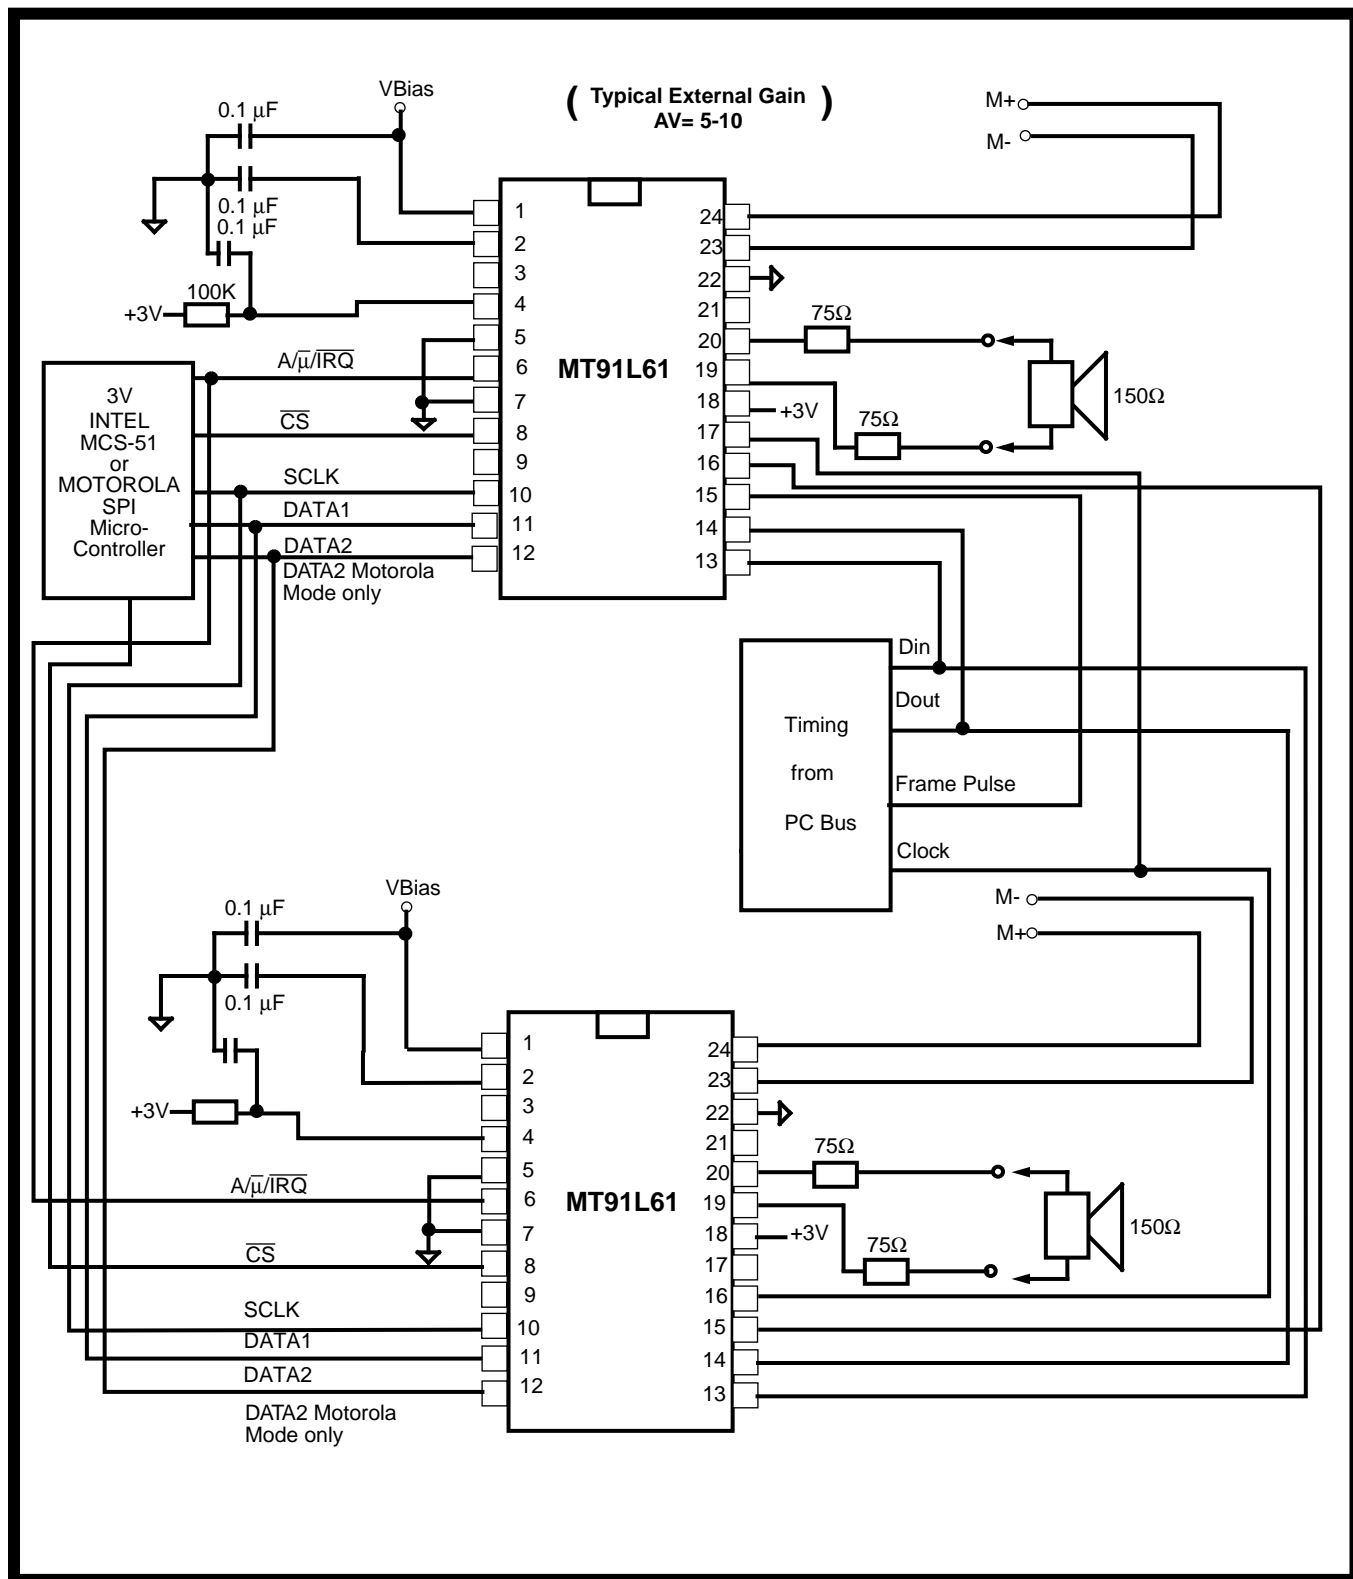 VBias
0.1 μF
0.1 μF
0.1 μF
100K
+3V
( Typical External Gain )
AV= 5-10
M+
M-
3V
INTEL
MCS-51
or
MOTOROLA
SPI
Micro-
Controller
A/μ̅/I̅R̅Q̅
C̅S̅
SCLK
DATA1
DATA2
DATA2 Motorola
Mode only
1
2
3
4
5
6
7
8
9
10
11
12
MT91L61
24
23
22
21
20
19
18
17
16
15
14
13
75Ω
+3V
75Ω
150Ω
Timing
from
PC Bus
Din
Dout
Frame Pulse
Clock
M-
M+
VBias
0.1 μF
0.1 μF
+3V
A/μ̅/I̅R̅Q̅
C̅S̅
SCLK
DATA1
DATA2
DATA2 Motorola
Mode only
1
2
3
4
5
6
7
8
9
10
11
12
MT91L61
24
23
22
21
20
19
18
17
16
15
14
13
75Ω
+3V
75Ω
150Ω